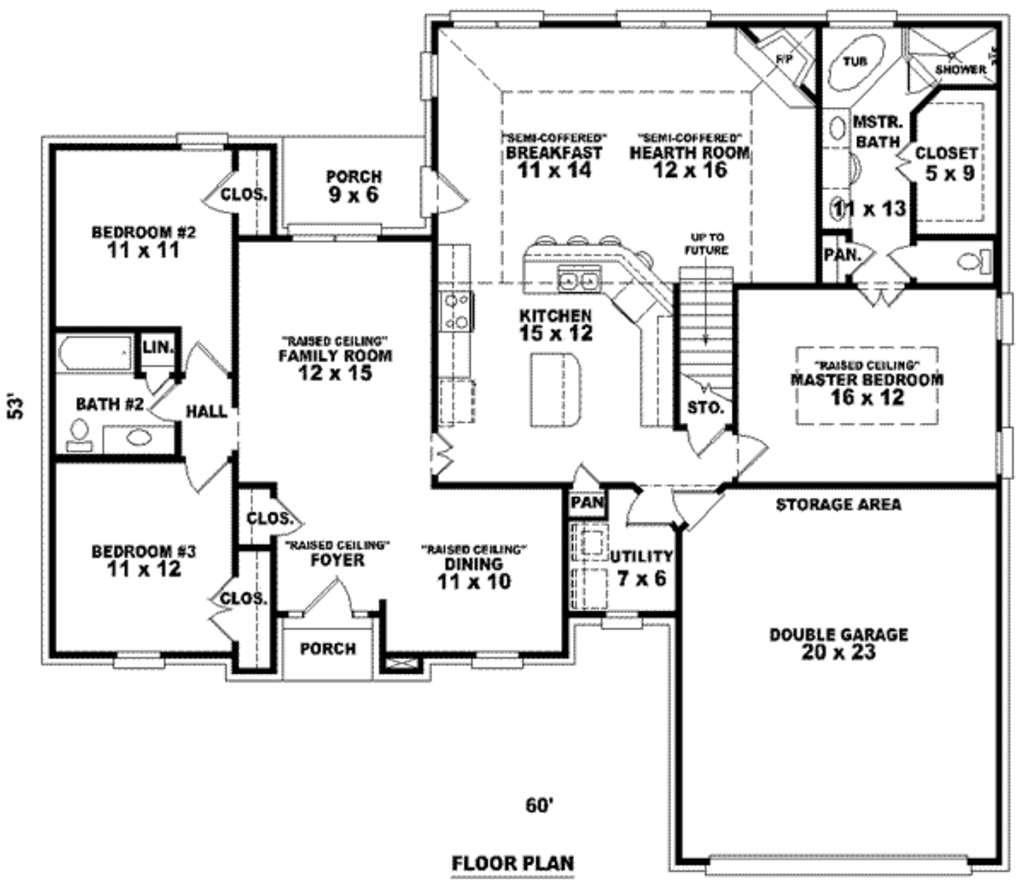 TUB
F/P
SHOWER
"SEMI-COFFERED"
BREAKFAST
11 x 14
"SEMI-COFFERED"
HEARTH ROOM
12 x 16
MSTR.
BATH
11 x 13
CLOSET
5 x 9
PORCH
9 x 6
CLOS.
BEDROOM #2
11 x 11
UP TO
FUTURE
PAN.
KITCHEN
15 x 12
"RAISED CEILING"
FAMILY ROOM
12 x 15
LIN.
"RAISED CEILING"
MASTER BEDROOM
16 x 12
BATH #2
HALL
STO.
53'
PAN
STORAGE AREA
CLOS.
BEDROOM #3
11 x 12
"RAISED CEILING"
FOYER
"RAISED CEILING"
DINING
11 x 10
UTILITY
7 x 6
CLOS.
PORCH
DOUBLE GARAGE
20 x 23
60'
FLOOR PLAN